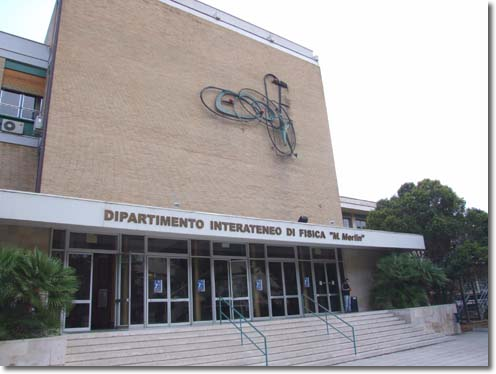 DIPARTIMENTO INTERATENEO DI FISICA "M. Merlin"